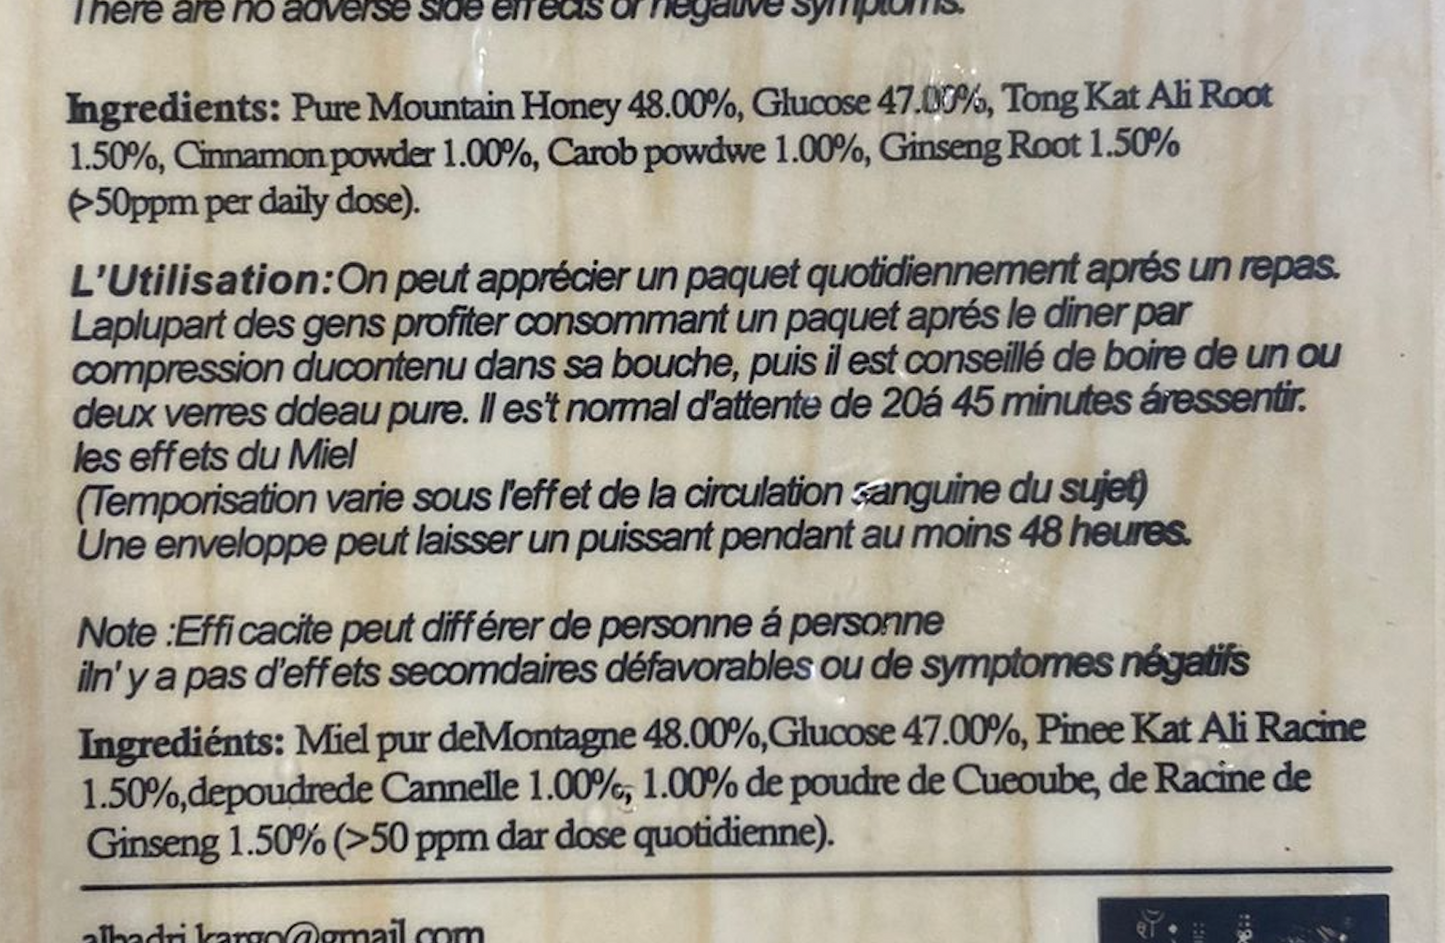 There are no adverse side effects or negative symptoms.
Ingredients: Pure Mountain Honey 48.00%, Glucose 47.00%, Tong Kat Ali Root
1.50%, Cinnamon powder 1.00%, Carob powdwe 1.00%, Ginseng Root 1.50%
(>50ppm per daily dose).
L'Utilisation:On peut apprécier un paquet quotidiennement aprés un repas.
Laplupart des gens profiter consommant un paquet aprés le diner par
compression ducontenu dans sa bouche, puis il est conseillé de boire de un ou
deux verres ddeau pure. Il es't normal d'attente de 20á 45 minutes áressentir.
les effets du Miel
(Temporisation varie sous l'effet de la circulation sanguine du sujet)
Une enveloppe peut laisser un puissant pendant au moins 48 heures.
Note :Effi cacite peut différer de personne á personne
iln' y a pas d'effets secomdaires défavorables ou de symptomes négatifs
Ingrediénts: Miel pur deMontagne 48.00%,Glucose 47.00%, Pinee Kat Ali Racine
1.50%,depoudrede Cannelle 1.00%, 1.00% de poudre de Cueoube, de Racine de
Ginseng 1.50% (>50 ppm dar dose quotidienne).
albadri.kargo@gmail.com